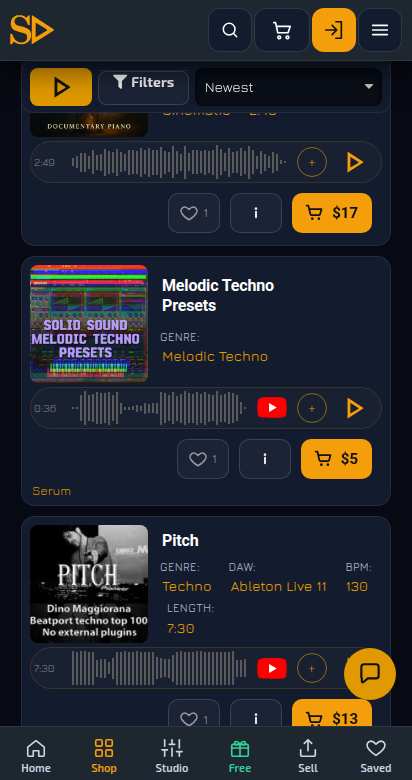 SD
Filters
Newest
DOCUMENTARY PIANO
2:49
+
1
i
$17
SOLID SOUND
MELODIC TECHNO
PRESETS
Melodic Techno
Presets
GENRE:
Melodic Techno
0:36
+
1
i
$5
Serum
PITCH
Dino Maggiorana
Beatport techno top 100
No external plugins
Pitch
GENRE:
DAW:
BPM:
Techno
Ableton Live 11
130
LENGTH:
7:30
7:30
+
1
i
$13
Home
Shop
Studio
Free
Sell
Saved